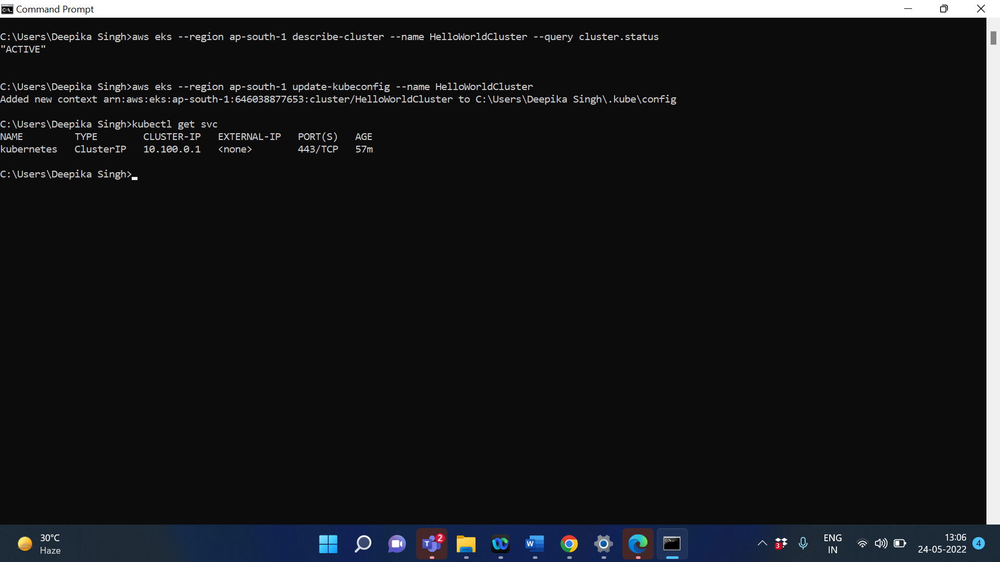 Command Prompt
C:\Users\Deepika Singh>aws eks --region ap-south-1 describe-cluster --name HelloWorldCluster --query cluster.status
"ACTIVE"
C:\Users\Deepika Singh>aws eks --region ap-south-1 update-kubeconfig --name HelloWorldCluster
Added new context arn:aws:eks:ap-south-1:646038877653:cluster/HelloWorldCluster to C:\Users\Deepika Singh\.kube\config
C:\Users\Deepika Singh>kubectl get svc
NAME TYPE CLUSTER-IP EXTERNAL-IP PORT(S) AGE
kubernetes ClusterIP 10.100.0.1 <none> 443/TCP 57m
C:\Users\Deepika Singh>
30°C
Haze
2
3
ENG
IN
13:06
24-05-2022
4